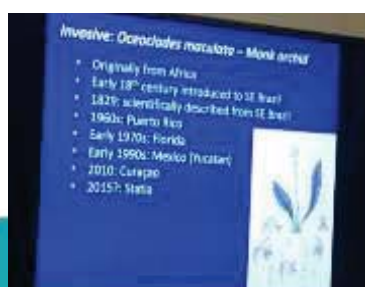 Invasive: Oeceoclades maculata – Monk orchid
• Originally from Africa
• Early 18th century introduced to SE Brazil
• 1829: scientifically described from SE Brazil
• 1960s: Puerto Rico
• Early 1970s: Florida
• Early 1990s: Mexico (Yucatan)
• 2010: Curaçao
• 2015?: Statia